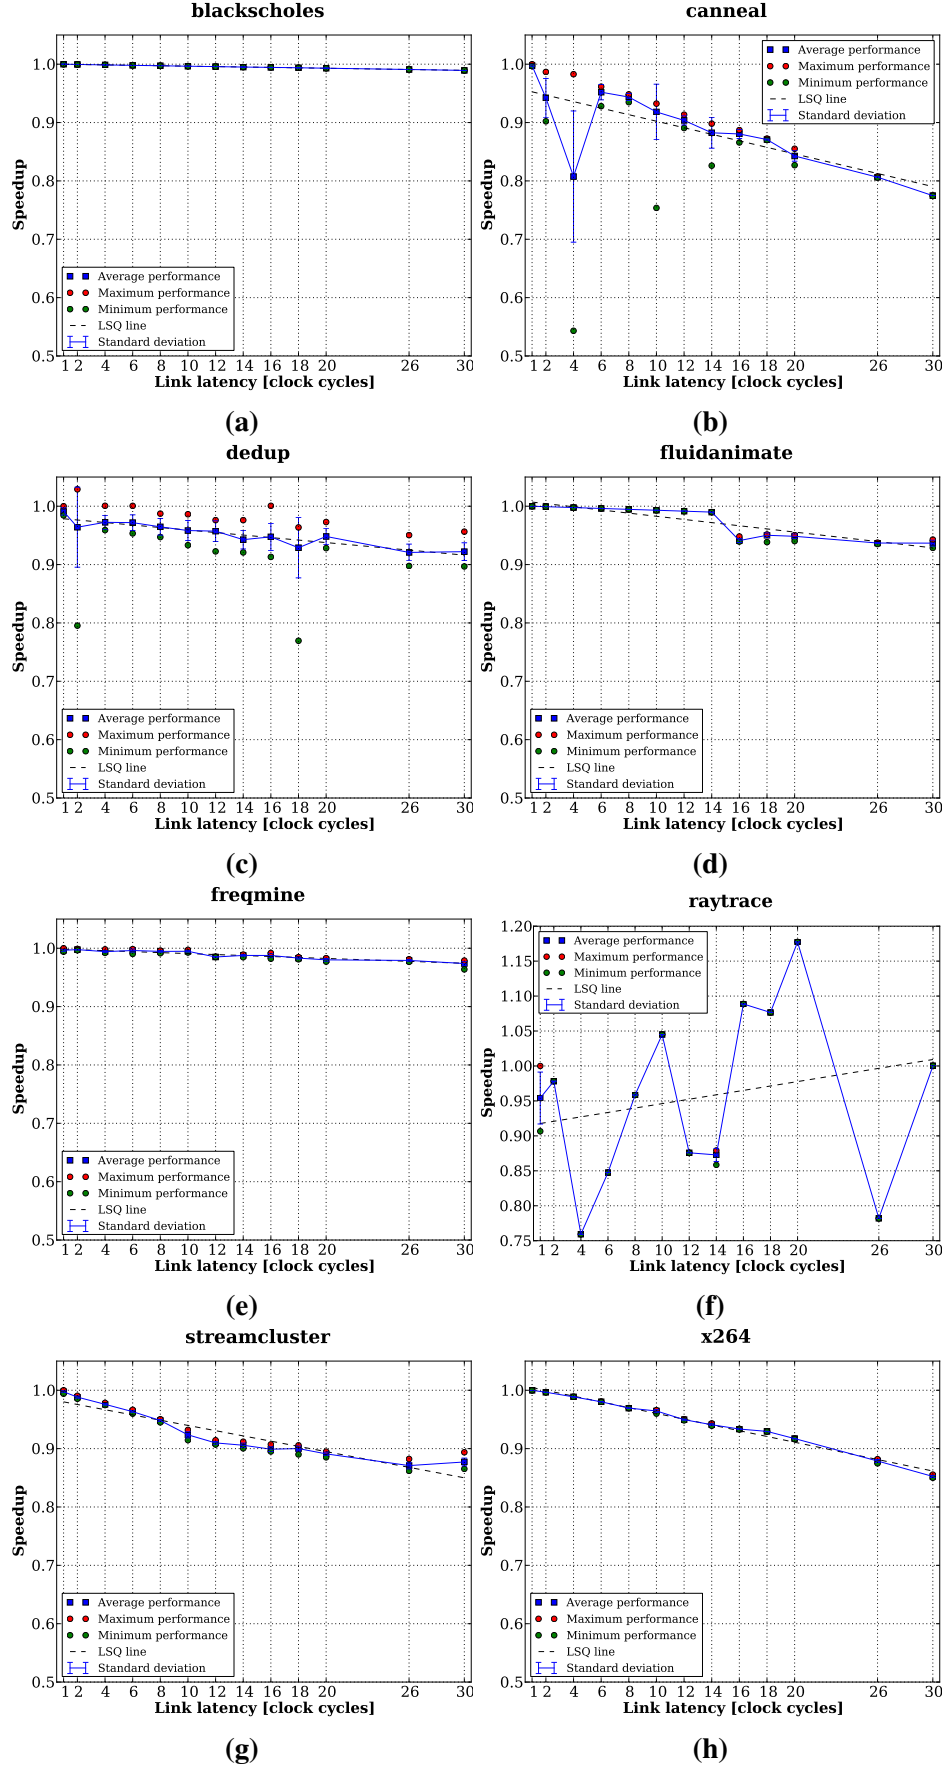 blackscholes
1.0
0.9
0.8
0.7
0.6
0.5
Speedup
Average performance
Maximum performance
Minimum performance
LSQ line
Standard deviation
1 2 4 6 8 10 12 14 16 18 20 26 30
Link latency [clock cycles]
(a)
canneal
1.0
0.9
0.8
0.7
0.6
0.5
Speedup
Average performance
Maximum performance
Minimum performance
LSQ line
Standard deviation
1 2 4 6 8 10 12 14 16 18 20 26 30
Link latency [clock cycles]
(b)
dedup
1.0
0.9
0.8
0.7
0.6
0.5
Speedup
Average performance
Maximum performance
Minimum performance
LSQ line
Standard deviation
1 2 4 6 8 10 12 14 16 18 20 26 30
Link latency [clock cycles]
(c)
fluidanimate
1.0
0.9
0.8
0.7
0.6
0.5
Speedup
Average performance
Maximum performance
Minimum performance
LSQ line
Standard deviation
1 2 4 6 8 10 12 14 16 18 20 26 30
Link latency [clock cycles]
(d)
freqmine
1.0
0.9
0.8
0.7
0.6
0.5
Speedup
Average performance
Maximum performance
Minimum performance
LSQ line
Standard deviation
1 2 4 6 8 10 12 14 16 18 20 26 30
Link latency [clock cycles]
(e)
raytrace
1.20
1.15
1.10
1.05
1.00
0.95
0.90
0.85
0.80
0.75
Speedup
Average performance
Maximum performance
Minimum performance
LSQ line
Standard deviation
1 2 4 6 8 10 12 14 16 18 20 26 30
Link latency [clock cycles]
(f)
streamcluster
1.0
0.9
0.8
0.7
0.6
0.5
Speedup
Average performance
Maximum performance
Minimum performance
LSQ line
Standard deviation
1 2 4 6 8 10 12 14 16 18 20 26 30
Link latency [clock cycles]
(g)
x264
1.0
0.9
0.8
0.7
0.6
0.5
Speedup
Average performance
Maximum performance
Minimum performance
LSQ line
Standard deviation
1 2 4 6 8 10 12 14 16 18 20 26 30
Link latency [clock cycles]
(h)